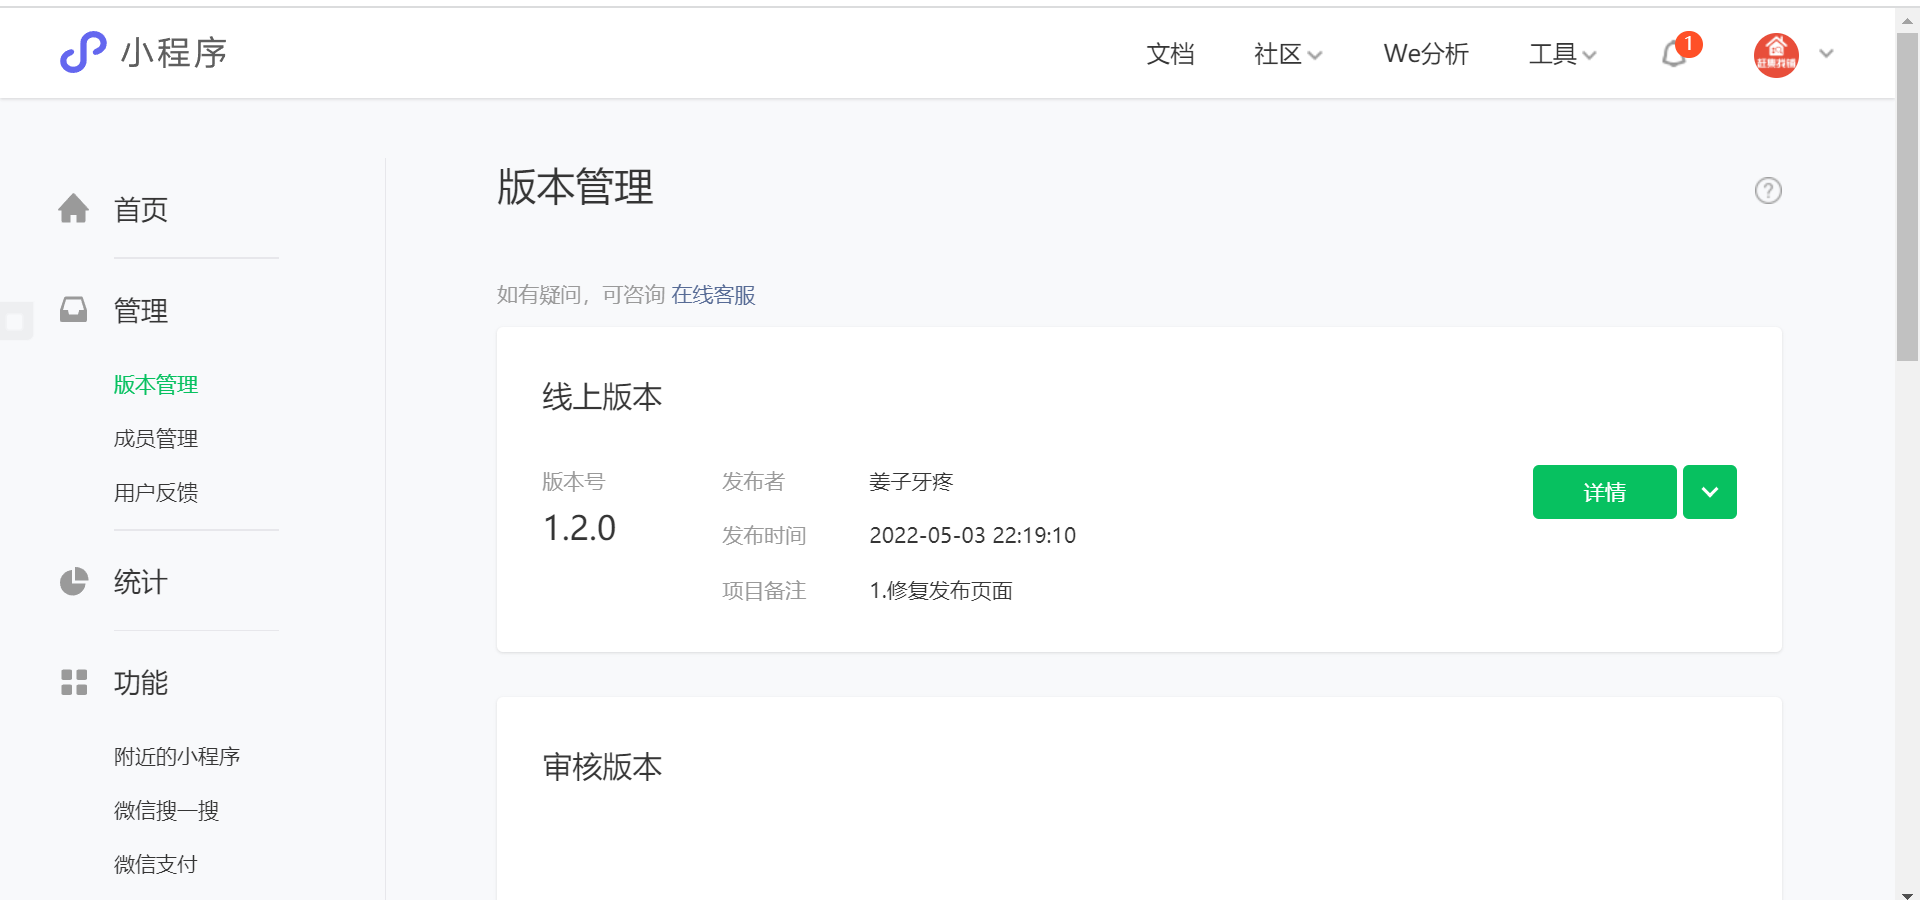 小程序
文档 社区 We分析 工具 1
赶集找铺
首页
管理
版本管理
成员管理
用户反馈
统计
功能
附近的小程序
微信搜一搜
微信支付
版本管理
?
如有疑问，可咨询 在线客服
线上版本
版本号
1.2.0
发布者 姜子牙疼
发布时间 2022-05-03 22:19:10
项目备注 1.修复发布页面
详情
审核版本